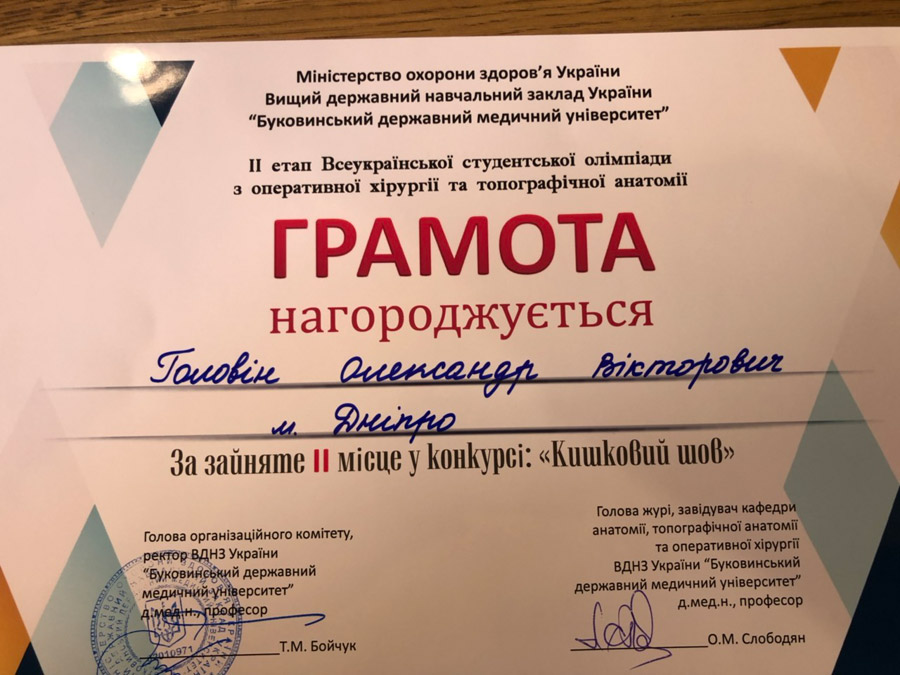 Міністерство охорони здоров’я України
Вищий державний навчальний заклад України
“Буковинський державний медичний університет”
II етап Всеукраїнської студентської олімпіади
з оперативної хірургії та топографічної анатомії
ГРАМОТА
нагороджується
Головін Олександр Вікторович
м. Дніпро
За зайняте II місце у конкурсі: «Кишковий шов»
Голова організаційного комітету,
ректор ВДНЗ України
“Буковинський державний
медичний університет”
д.мед.н., професор
Т.М. Бойчук
Голова журі, завідувач кафедри
анатомії, топографічної анатомії
та оперативної хірургії
ВДНЗ України “Буковинський
державний медичний університет”
д.мед.н., професор
О.М. Слободян